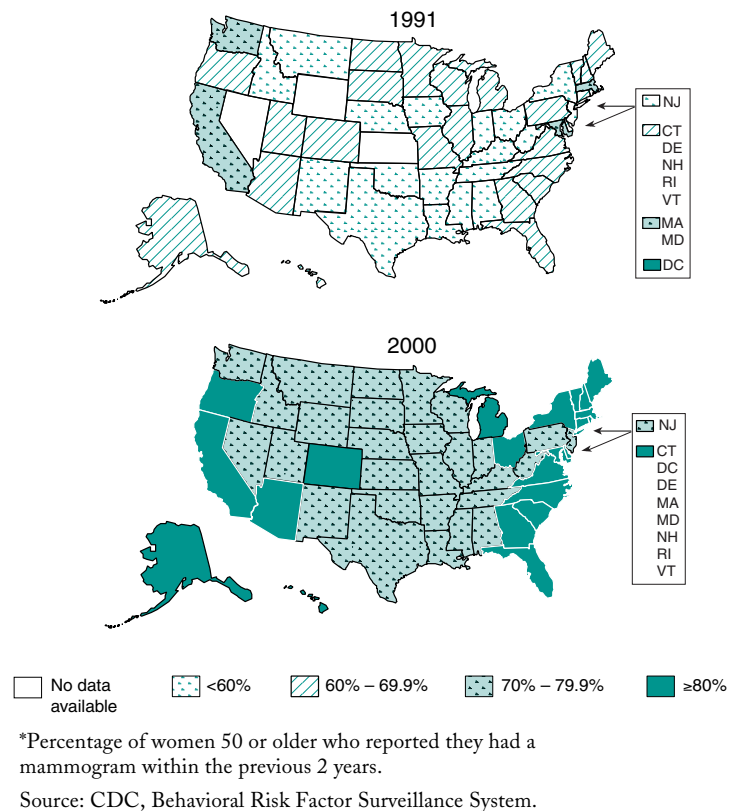 1991
NJ
CT
DE
NH
RI
VT
MA
MD
DC
2000
NJ
CT
DC
DE
MA
MD
NH
RI
VT
No data
available
<60%
60% – 69.9%
70% – 79.9%
≥80%
*Percentage of women 50 or older who reported they had a
mammogram within the previous 2 years.
Source: CDC, Behavioral Risk Factor Surveillance System.